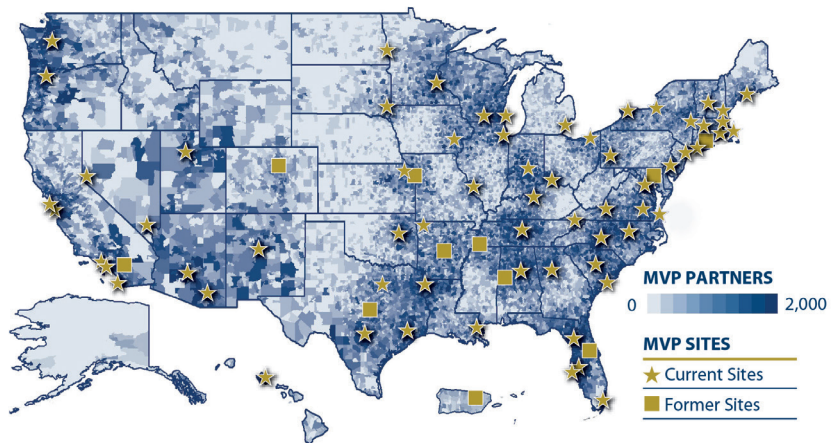 MVP PARTNERS
0 2,000
MVP SITES
Current Sites
Former Sites